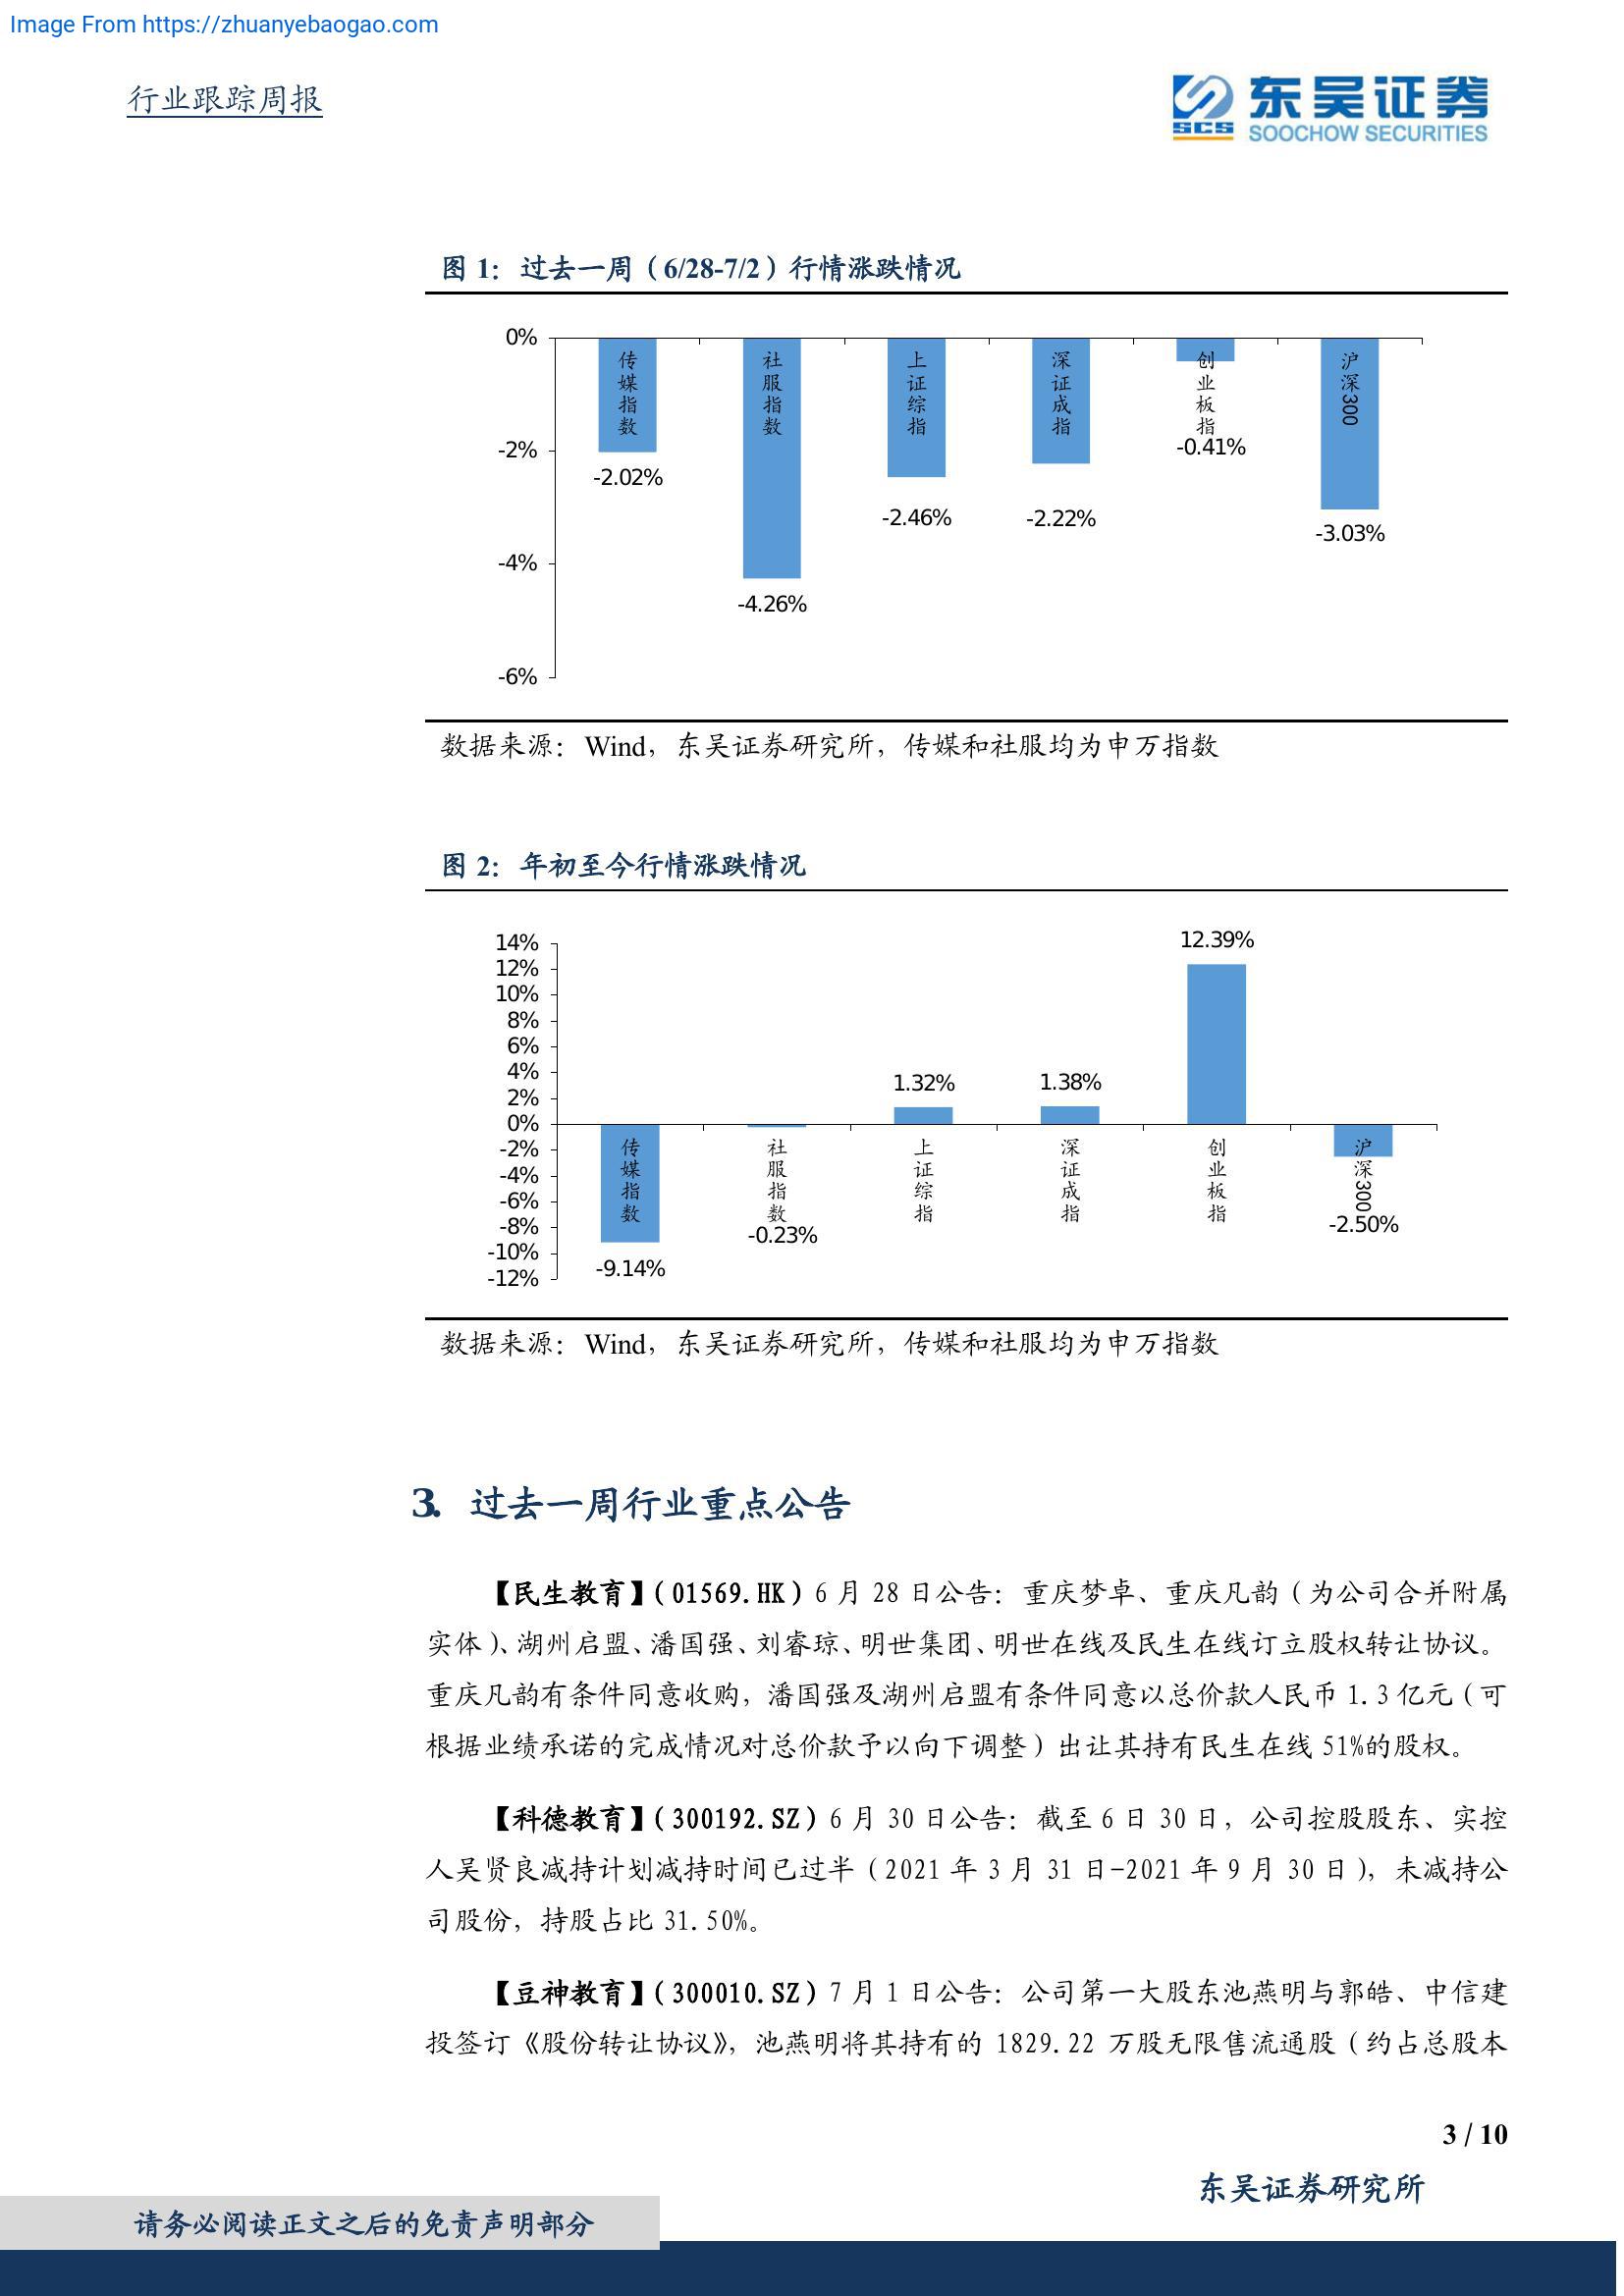 Image From https://zhuanyebaogao.com
行业跟踪周报
SCS
东吴证券
SOOCHOW SECURITIES
图 1：过去一周（6/28-7/2）行情涨跌情况
0%
-2%
-4%
-6%
传媒指数
社服指数
上证综指
深证成指
创业板指
沪深300
-2.02%
-4.26%
-2.46%
-2.22%
-0.41%
-3.03%
数据来源：Wind，东吴证券研究所，传媒和社服均为申万指数
图 2：年初至今行情涨跌情况
14%
12%
10%
8%
6%
4%
2%
0%
-2%
-4%
-6%
-8%
-10%
-12%
传媒指数
社服指数
上证综指
深证成指
创业板指
沪深300
-9.14%
-0.23%
1.32%
1.38%
12.39%
-2.50%
数据来源：Wind，东吴证券研究所，传媒和社服均为申万指数
3. 过去一周行业重点公告
【民生教育】（01569.HK）6 月 28 日公告：重庆梦卓、重庆凡韵（为公司合并附属
实体）、湖州启盟、潘国强、刘睿琼、明世集团、明世在线及民生在线订立股权转让协议。
重庆凡韵有条件同意收购，潘国强及湖州启盟有条件同意以总价款人民币 1.3 亿元（可
根据业绩承诺的完成情况对总价款予以向下调整）出让其持有民生在线 51%的股权。
【科德教育】（300192.SZ）6 月 30 日公告：截至 6 日 30 日，公司控股股东、实控
人吴贤良减持计划减持时间已过半（2021 年 3 月 31 日-2021 年 9 月 30 日），未减持公
司股份，持股占比 31.50%。
【豆神教育】（300010.SZ）7 月 1 日公告：公司第一大股东池燕明与郭皓、中信建
投签订《股份转让协议》，池燕明将其持有的 1829.22 万股无限售流通股（约占总股本
3 / 10
东吴证券研究所
请务必阅读正文之后的免责声明部分